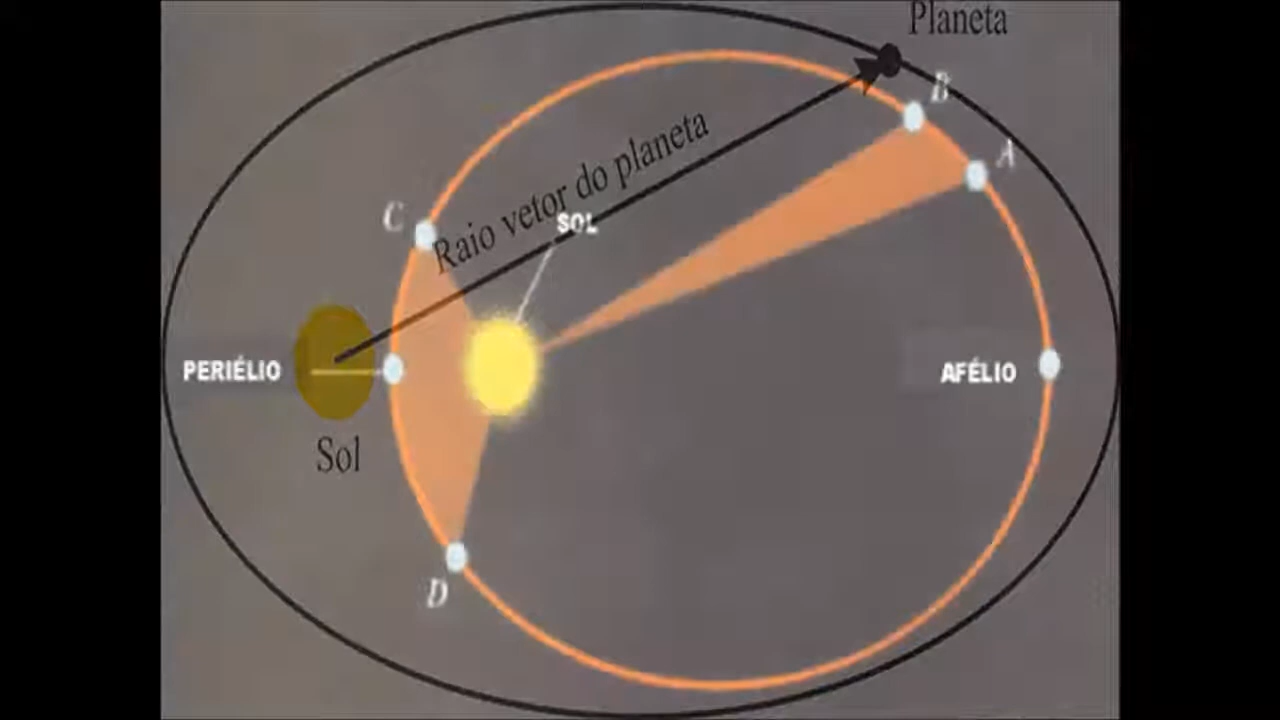 Planeta
B
A
Raio vetor do planeta
C
SOL
PERIÉLIO
AFÉLIO
Sol
D